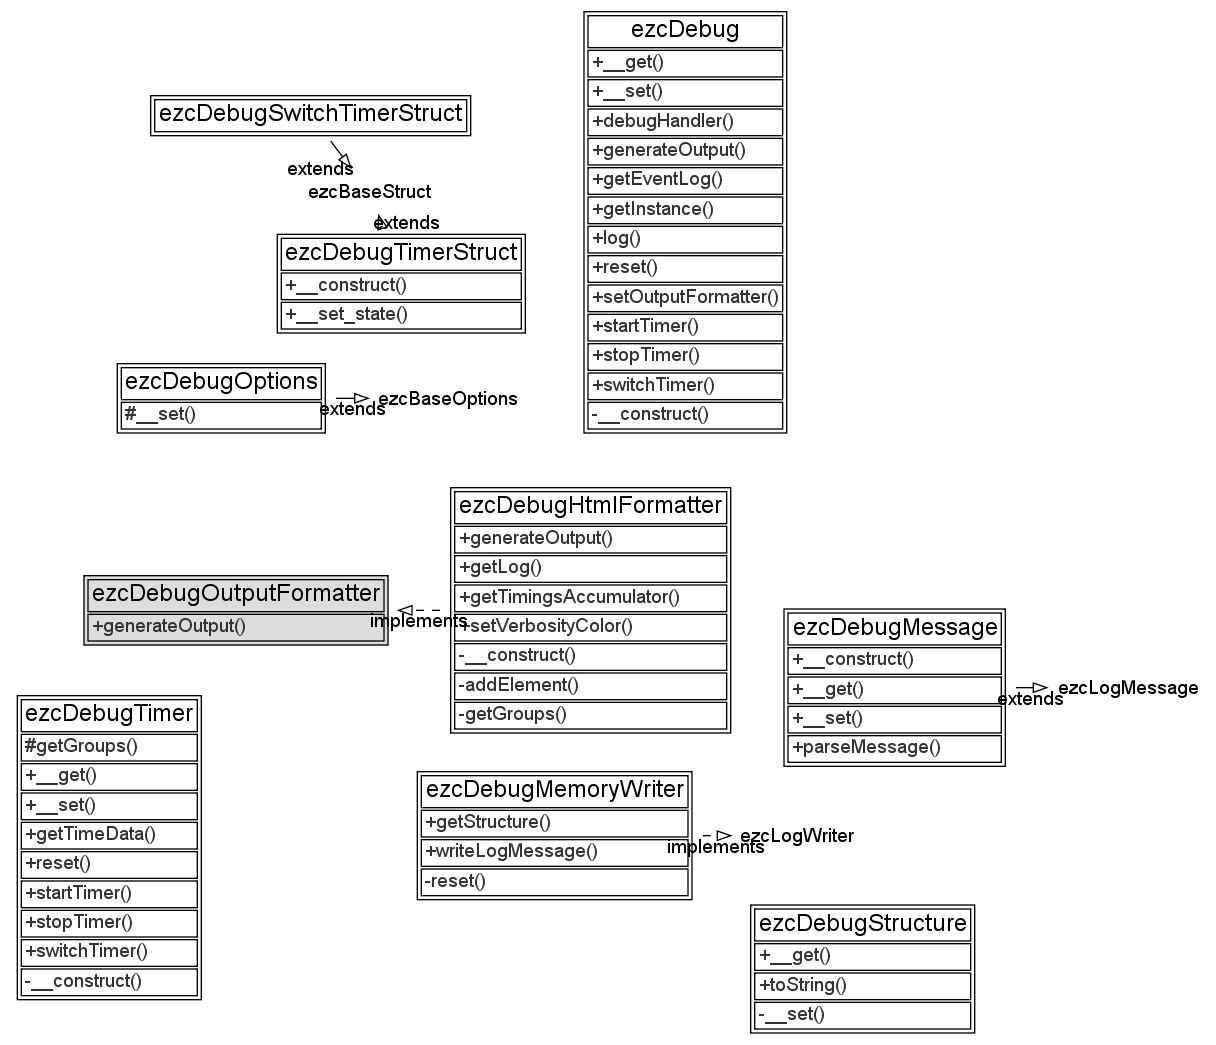 ezcDebug
+__get()
+__set()
+debugHandler()
+generateOutput()
+getEventLog()
+getInstance()
+log()
+reset()
+setOutputFormatter()
+startTimer()
+stopTimer()
+switchTimer()
-__construct()
ezcDebugSwitchTimerStruct
extends
ezcBaseStruct
extends
ezcDebugTimerStruct
+__construct()
+__set_state()
ezcDebugOptions
#__set()
extends
ezcBaseOptions
ezcDebugHtmlFormatter
+generateOutput()
+getLog()
+getTimingsAccumulator()
+setVerbosityColor()
-__construct()
-addElement()
-getGroups()
implements
ezcDebugOutputFormatter
+generateOutput()
ezcDebugMessage
+__construct()
+__get()
+__set()
+parseMessage()
extends
ezcLogMessage
ezcDebugTimer
#getGroups()
+__get()
+__set()
+getTimeData()
+reset()
+startTimer()
+stopTimer()
+switchTimer()
-__construct()
ezcDebugMemoryWriter
+getStructure()
+writeLogMessage()
-reset()
implements
ezcLogWriter
ezcDebugStructure
+__get()
+toString()
-__set()